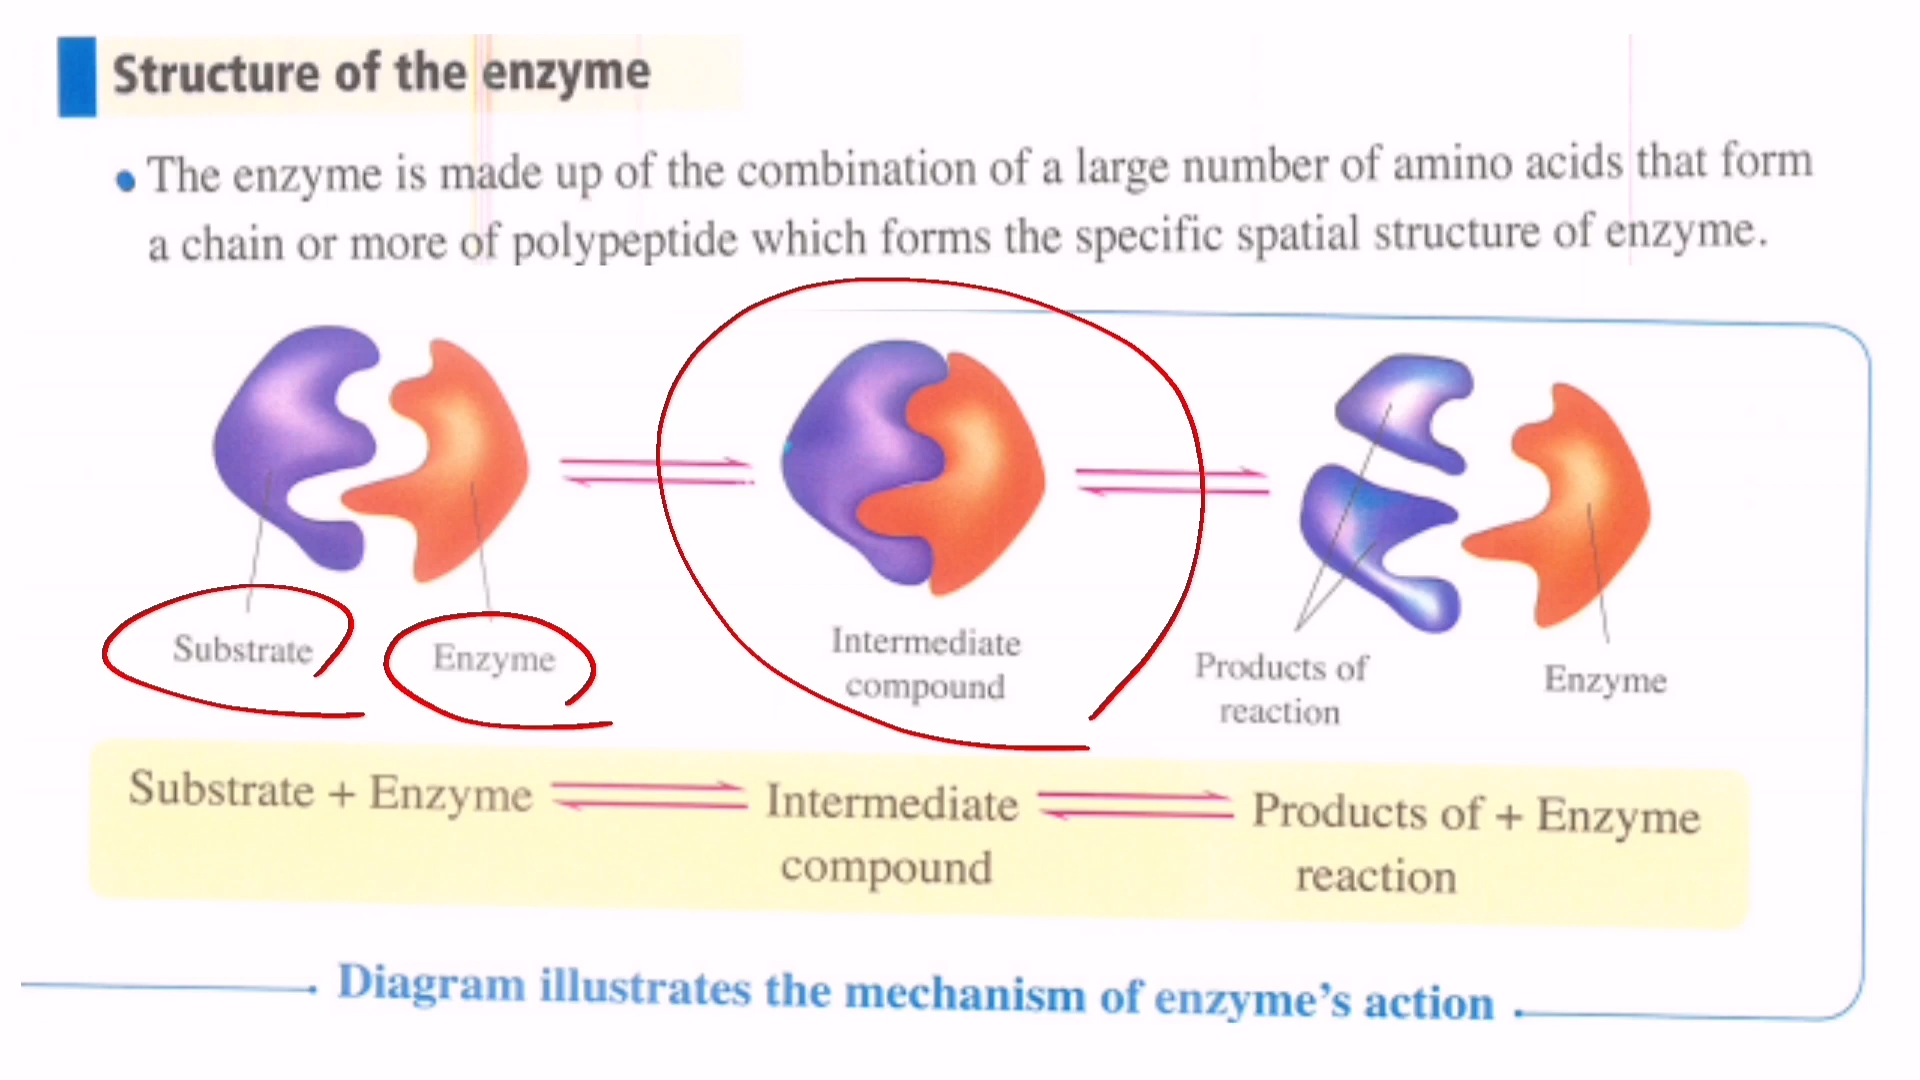 Structure of the enzyme
• The enzyme is made up of the combination of a large number of amino acids that form
a chain or more of polypeptide which forms the specific spatial structure of enzyme.
Substrate
Enzyme
Intermediate
compound
Products of
reaction
Enzyme
Substrate + Enzyme ⇌ Intermediate ⇌ Products of + Enzyme
compound reaction
Diagram illustrates the mechanism of enzyme's action